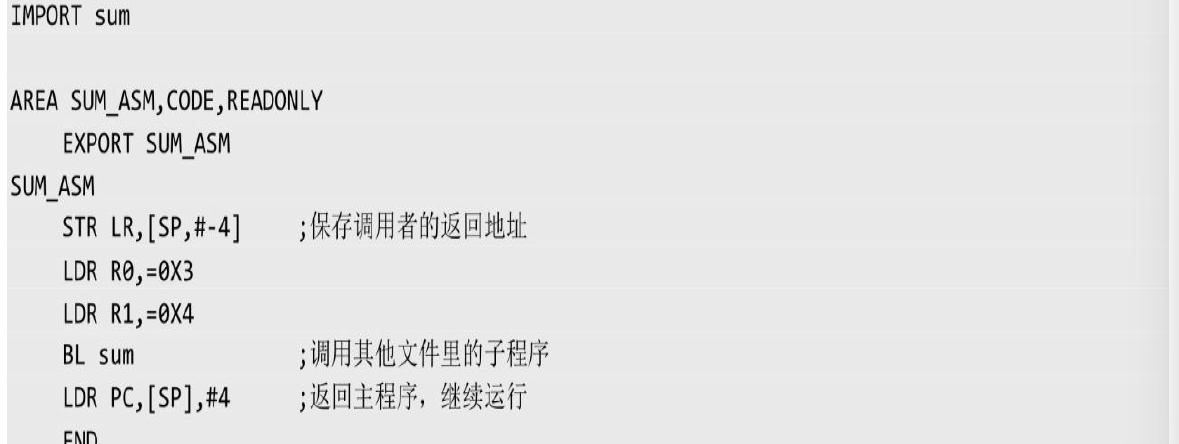 IMPORT sum
AREA SUM_ASM,CODE,READONLY
EXPORT SUM_ASM
SUM_ASM
STR LR,[SP,#-4] ;保存调用者的返回地址
LDR R0,=0X3
LDR R1,=0X4
BL sum ;调用其他文件里的子程序
LDR PC,[SP],#4 ;返回主程序，继续运行
END